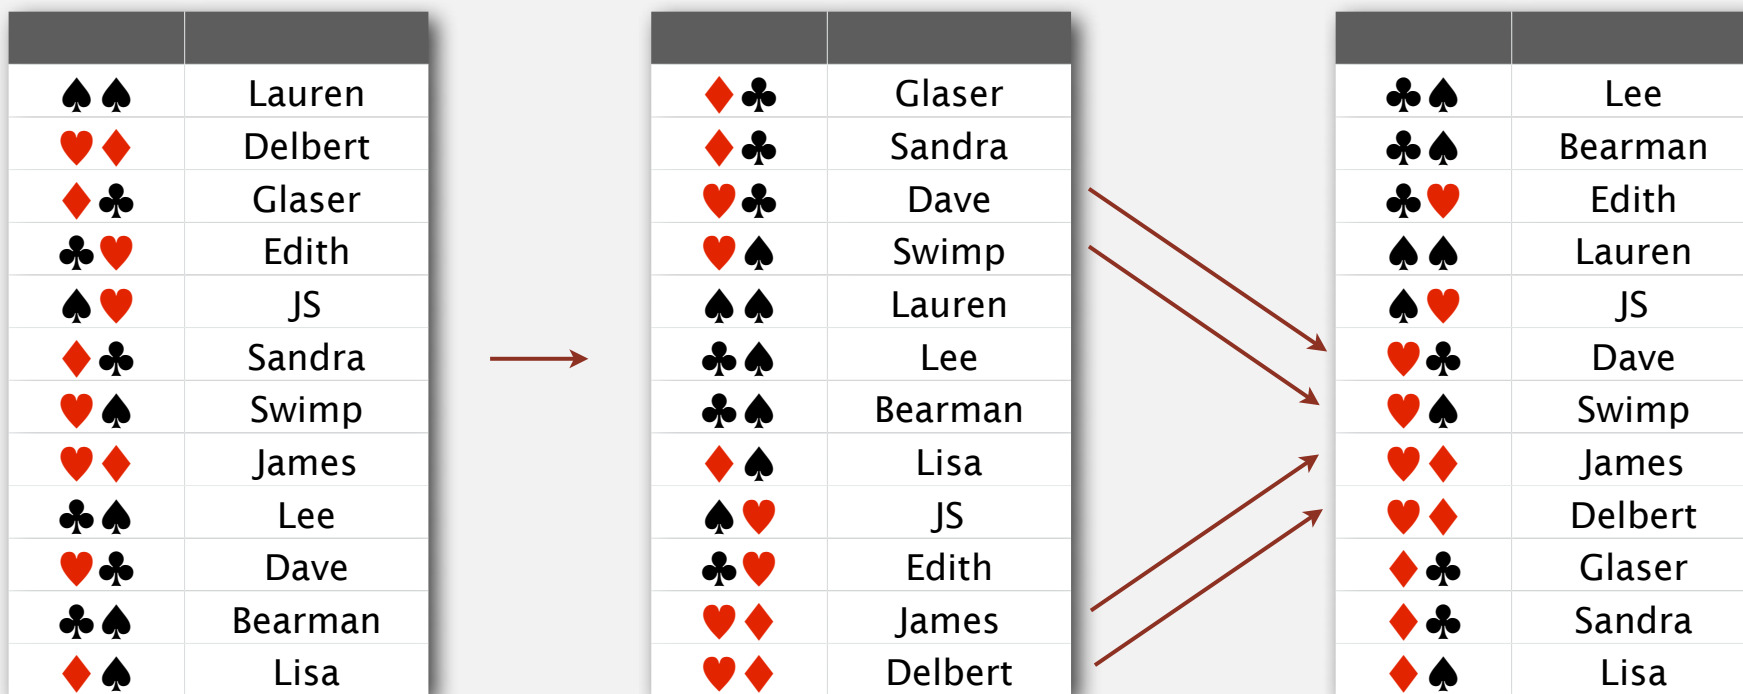 ♠♠ Lauren
♥♦ Delbert
♦♣ Glaser
♣♥ Edith
♠♥ JS
♦♣ Sandra
♥♠ Swimp
♥♦ James
♣♠ Lee
♥♣ Dave
♣♠ Bearman
♦♠ Lisa
♦♣ Glaser
♦♣ Sandra
♥♣ Dave
♥♠ Swimp
♠♠ Lauren
♣♠ Lee
♣♠ Bearman
♦♠ Lisa
♠♥ JS
♣♥ Edith
♥♦ James
♥♦ Delbert
♣♠ Lee
♣♠ Bearman
♣♥ Edith
♠♠ Lauren
♠♥ JS
♥♣ Dave
♥♠ Swimp
♥♦ James
♥♦ Delbert
♦♣ Glaser
♦♣ Sandra
♦♠ Lisa